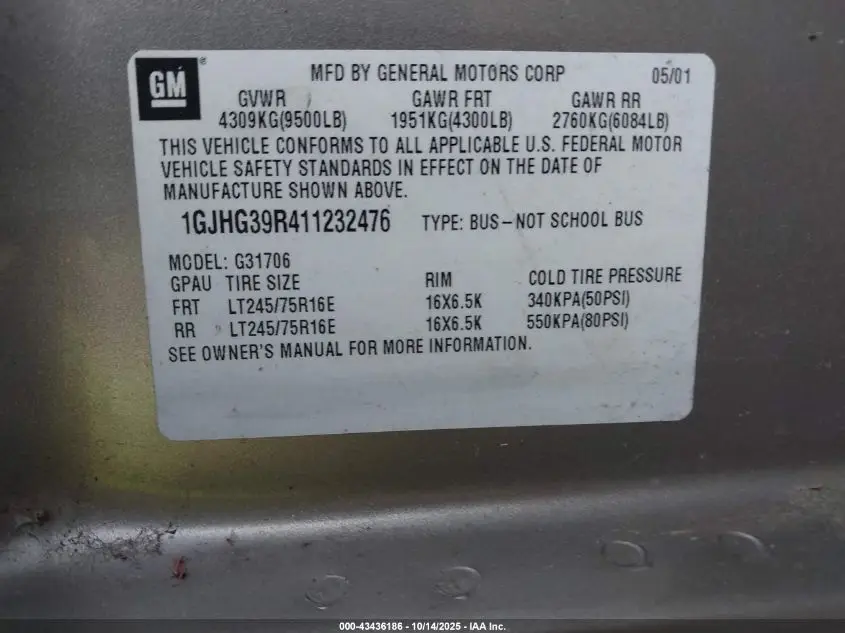 GM
MFD BY GENERAL MOTORS CORP 05/01
GVWR GAWR FRT GAWR RR
4309KG(9500LB) 1951KG(4300LB) 2760KG(6084LB)
THIS VEHICLE CONFORMS TO ALL APPLICABLE U.S. FEDERAL MOTOR
VEHICLE SAFETY STANDARDS IN EFFECT ON THE DATE OF
MANUFACTURE SHOWN ABOVE.
1GJHG39R411232476 TYPE: BUS-NOT SCHOOL BUS
MODEL: G31706
GPAU TIRE SIZE RIM COLD TIRE PRESSURE
FRT LT245/75R16E 16X6.5K 340KPA(50PSI)
RR LT245/75R16E 16X6.5K 550KPA(80PSI)
SEE OWNER'S MANUAL FOR MORE INFORMATION.
000-43436186 - 10/14/2025 - IAA Inc.